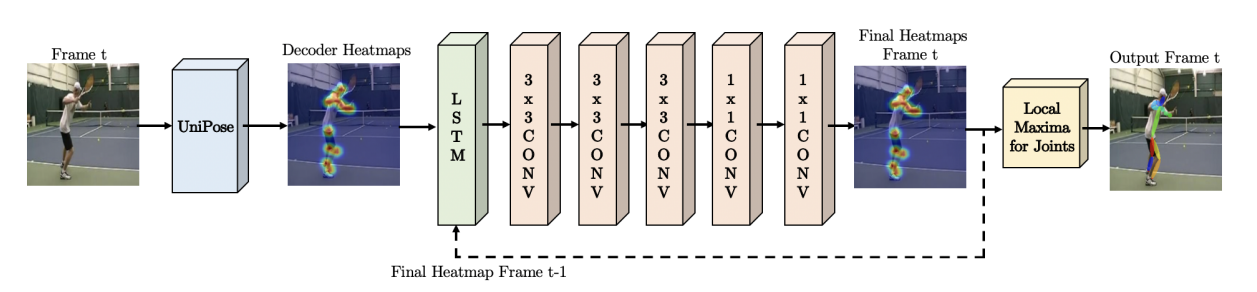 Frame t
UniPose
Decoder Heatmaps
LSTM
3x3CONV
3x3CONV
3x3CONV
1x1CONV
1x1CONV
Final Heatmaps
Frame t
Local
Maxima
for Joints
Output Frame t
Final Heatmap Frame t-1